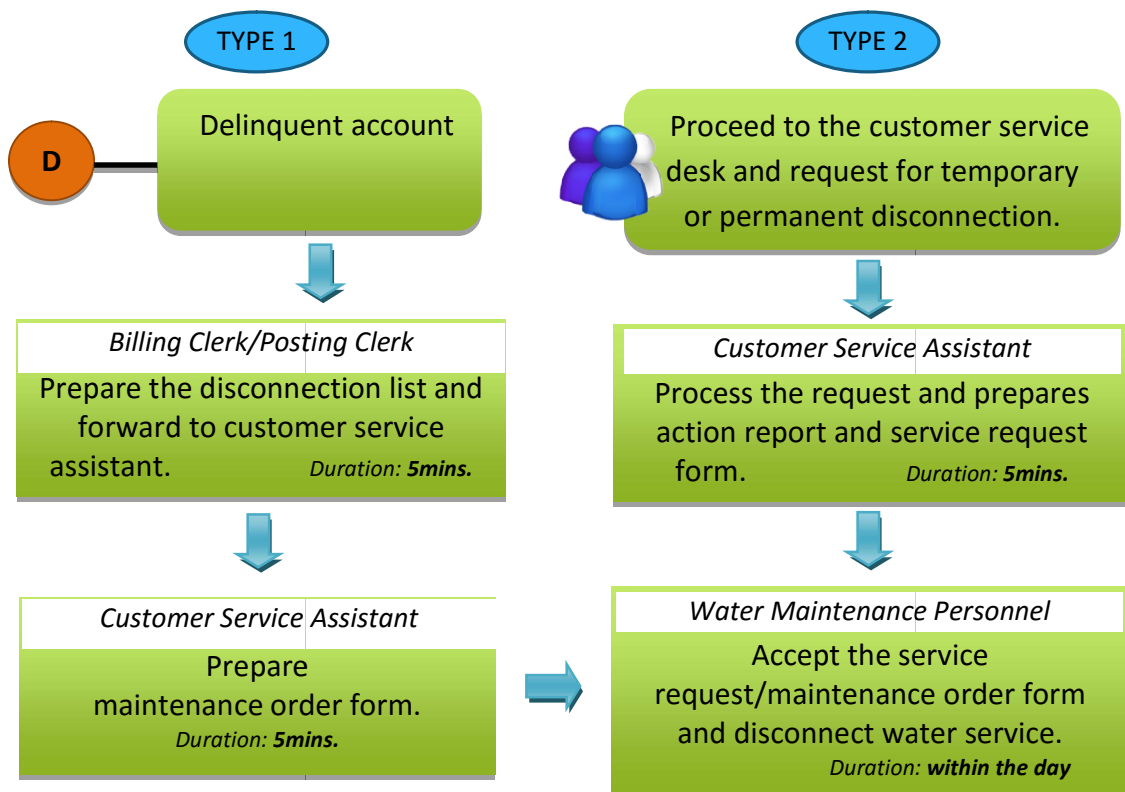 TYPE 1
D
Delinquent account
Billing Clerk/Posting Clerk
Prepare the disconnection list and
forward to customer service
assistant. Duration: 5mins.
Customer Service Assistant
Prepare
maintenance order form.
Duration: 5mins.
TYPE 2
Proceed to the customer service
desk and request for temporary
or permanent disconnection.
Customer Service Assistant
Process the request and prepares
action report and service request
form. Duration: 5mins.
Water Maintenance Personnel
Accept the service
request/maintenance order form
and disconnect water service.
Duration: within the day